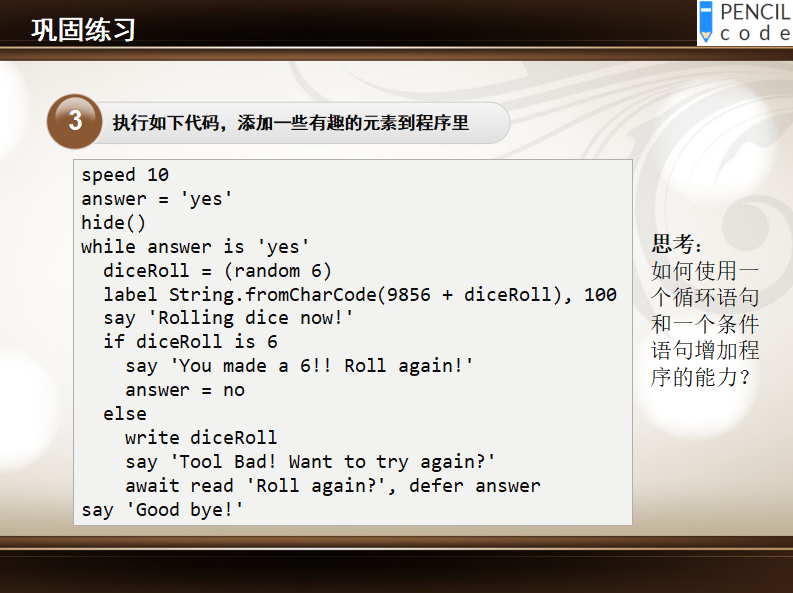 巩固练习
PENCIL
code
3
执行如下代码，添加一些有趣的元素到程序里
speed 10
answer = 'yes'
hide()
while answer is 'yes'
  diceRoll = (random 6)
  label String.fromCharCode(9856 + diceRoll), 100
  say 'Rolling dice now!'
  if diceRoll is 6
    say 'You made a 6!! Roll again!'
    answer = no
  else
    write diceRoll
    say 'Tool Bad! Want to try again?'
    await read 'Roll again?', defer answer
say 'Good bye!'
思考：
如何使用一
个循环语句
和一个条件
语句增加程
序的能力？